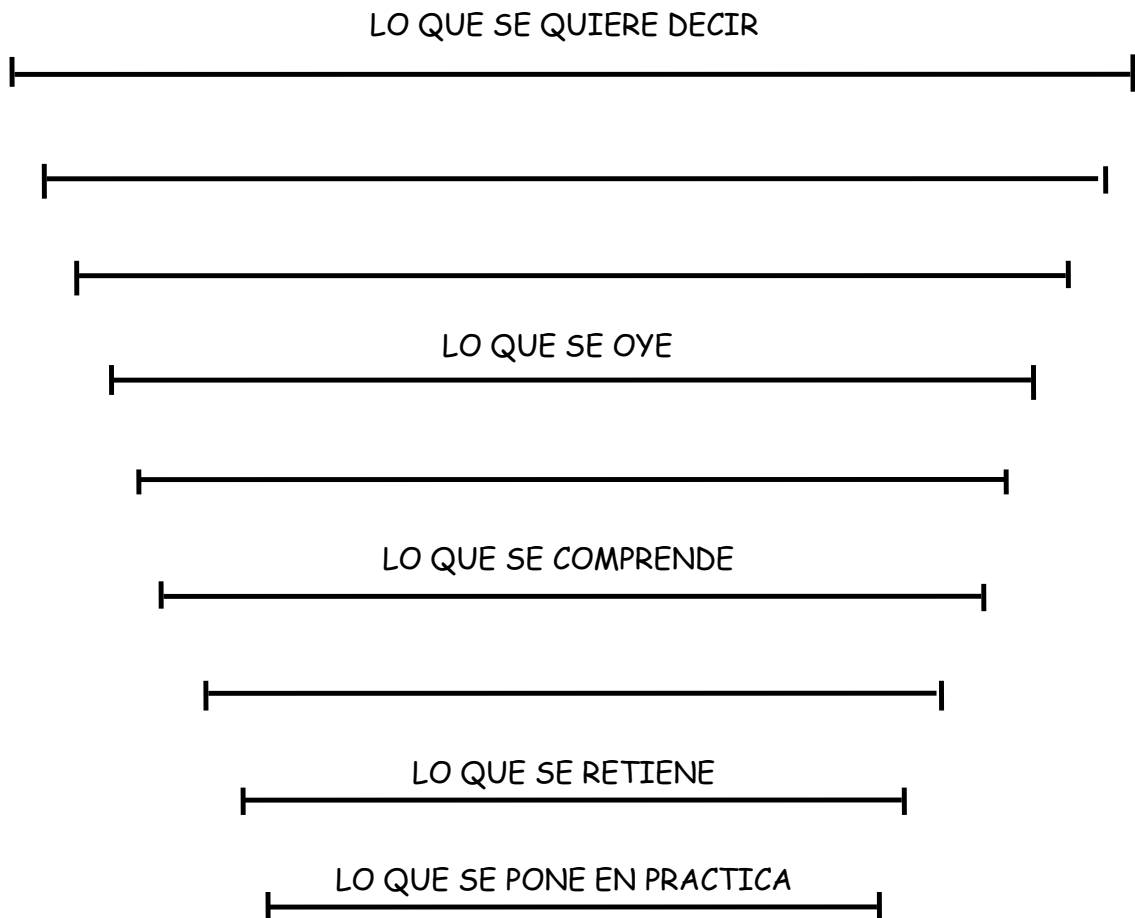 LO QUE SE QUIERE DECIR
LO QUE SE OYE
LO QUE SE COMPRENDE
LO QUE SE RETIENE
LO QUE SE PONE EN PRACTICA